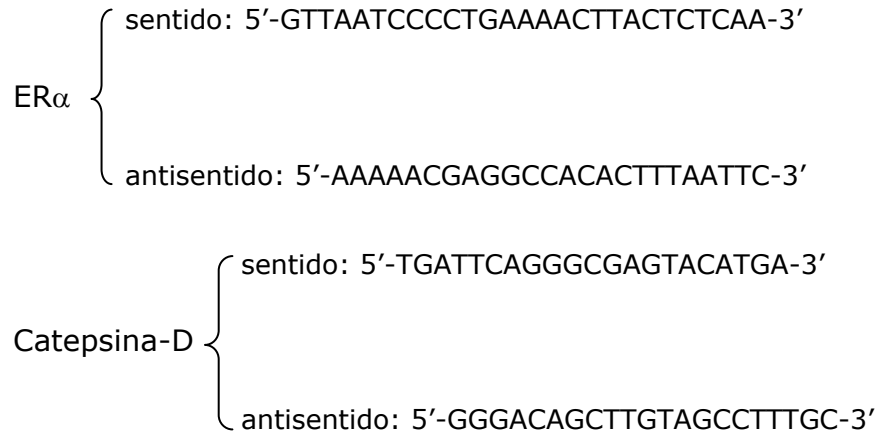 sentido: 5’-GTTAATCCCCTGAAAACTTACTCTCAA-3’
ERα
antisentido: 5’-AAAAACGAGGCCACACTTTAATTC-3’
sentido: 5’-TGATTCAGGGCGAGTACATGA-3’
Catepsina-D
antisentido: 5’-GGGACAGCTTGTAGCCTTTGC-3’